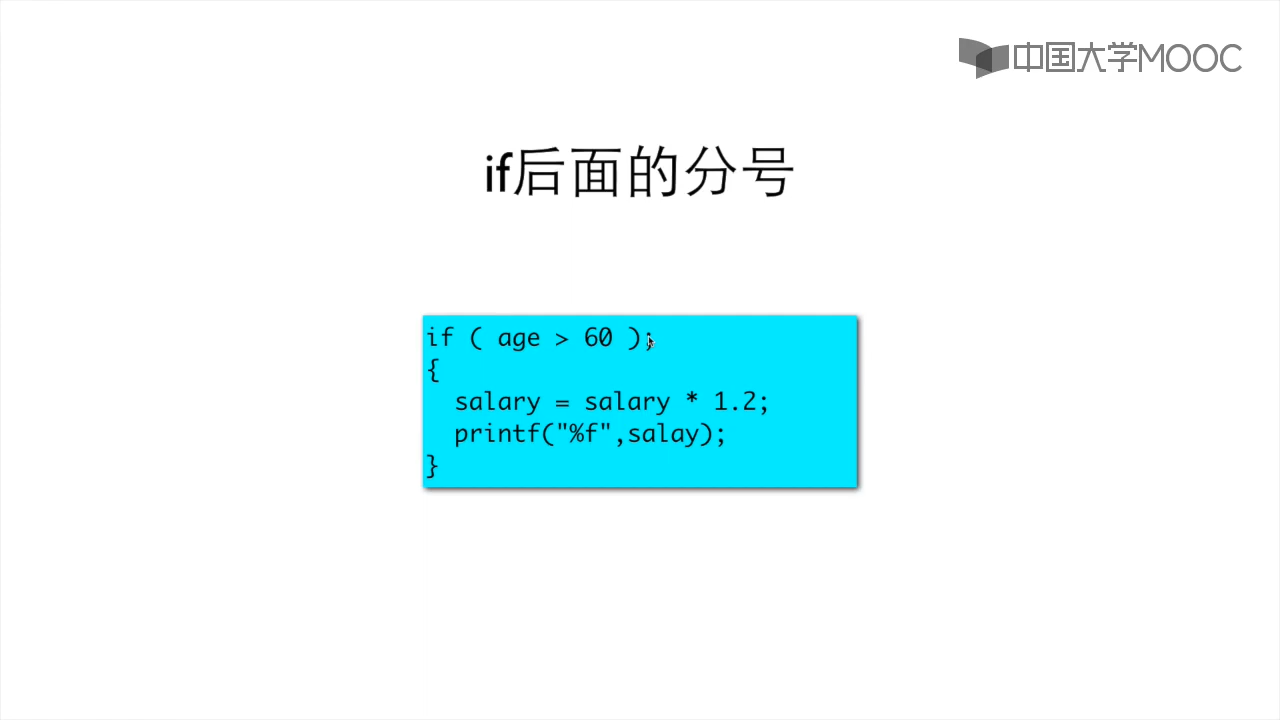 中国大学MOOC
if后面的分号
if ( age > 60 );
{
  salary = salary * 1.2;
  printf("%f",salay);
}